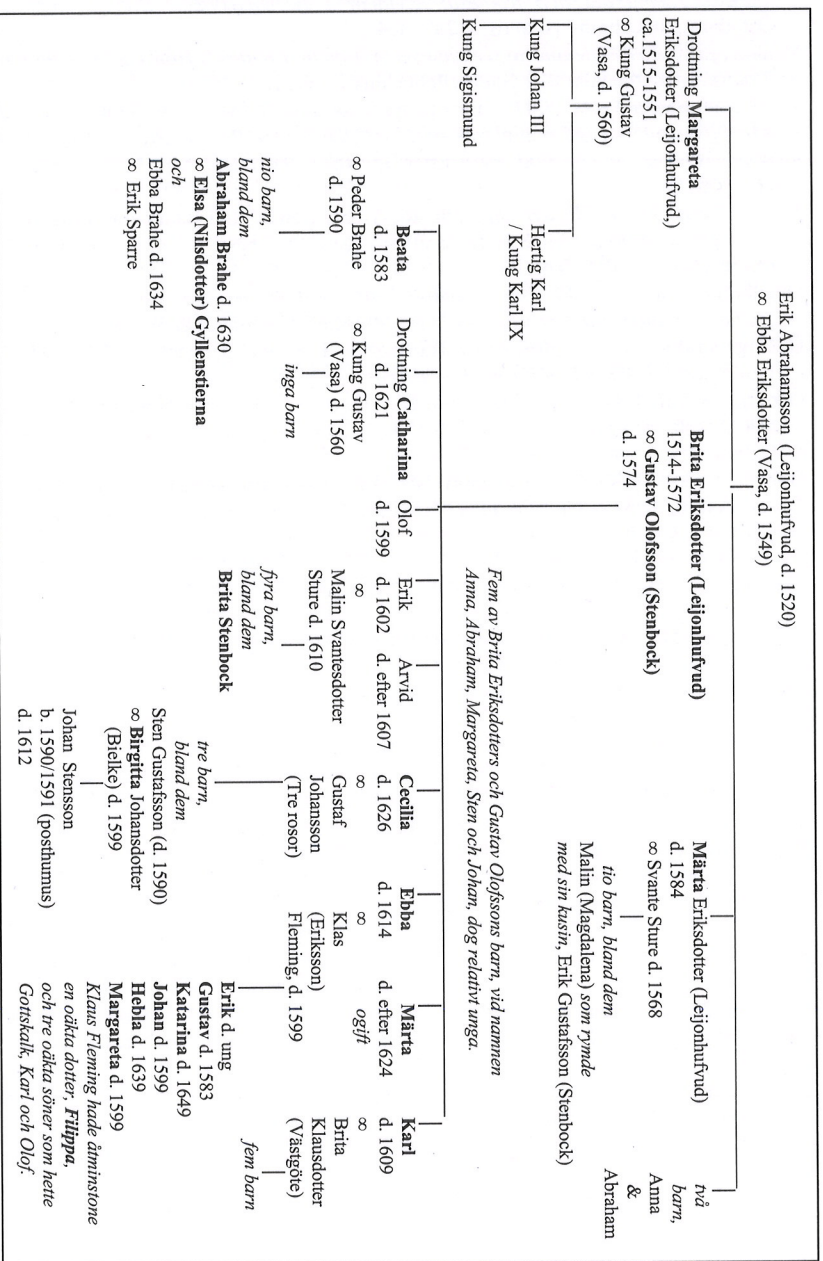 Erik Abrahamsson (Leijonhufvud, d. 1520)
∞ Ebba Eriksdotter (Vasa, d. 1549)
Drottning Margareta
Eriksdotter (Leijonhufvud,)
ca.1515-1551
∞ Kung Gustav
(Vasa, d. 1560)
Kung Johan III
Kung Sigismund
Hertig Karl
/ Kung Karl IX
Brita Eriksdotter (Leijonhufvud)
1514-1572
∞ Gustav Olofsson (Stenbock)
d. 1574
Märta Eriksdotter (Leijonhufvud)
d. 1584
∞ Svante Sture d. 1568
tio barn, bland dem
Malin (Magdalena) som rymde
med sin kusin, Erik Gustafsson (Stenbock)
två
barn,
Anna
&
Abraham
Fem av Brita Eriksdotters och Gustav Olofssons barn, vid namnen
Anna, Abraham, Margareta, Sten och Johan, dog relativt unga.
Beata
d. 1583
∞ Peder Brahe
d. 1590
nio barn,
bland dem
Abraham Brahe d. 1630
∞ Elsa (Nilsdotter) Gyllenstierna
och
Ebba Brahe d. 1634
∞ Erik Sparre
Drottning Catharina
d. 1621
∞ Kung Gustav
(Vasa) d. 1560
inga barn
Olof
d. 1599
Erik
d. 1602
∞
Malin Svantesdotter
Sture d. 1610
fyra barn,
bland dem
Brita Stenbock
Arvid
d. efter 1607
Cecilia
d. 1626
∞
Gustaf
Johansson
(Tre rosor)
tre barn,
bland dem
Sten Gustafsson (d. 1590)
∞ Birgitta Johansdotter
(Bielke) d. 1599
Johan Stensson
b. 1590/1591 (posthumus)
d. 1612
Ebba
d. 1614
∞
Klas
(Eriksson)
Fleming, d. 1599
Erik d. ung
Gustav d. 1583
Katarina d. 1649
Johan d. 1599
Hebla d. 1639
Margareta d. 1599
Klaus Fleming hade åtminstone
en oäkta dotter, Filippa,
och tre oäkta söner som hette
Gottskalk, Karl och Olof.
Märta
d. efter 1624
ogift
Karl
d. 1609
∞
Brita
Klausdotter
(Västgöte)
fem barn